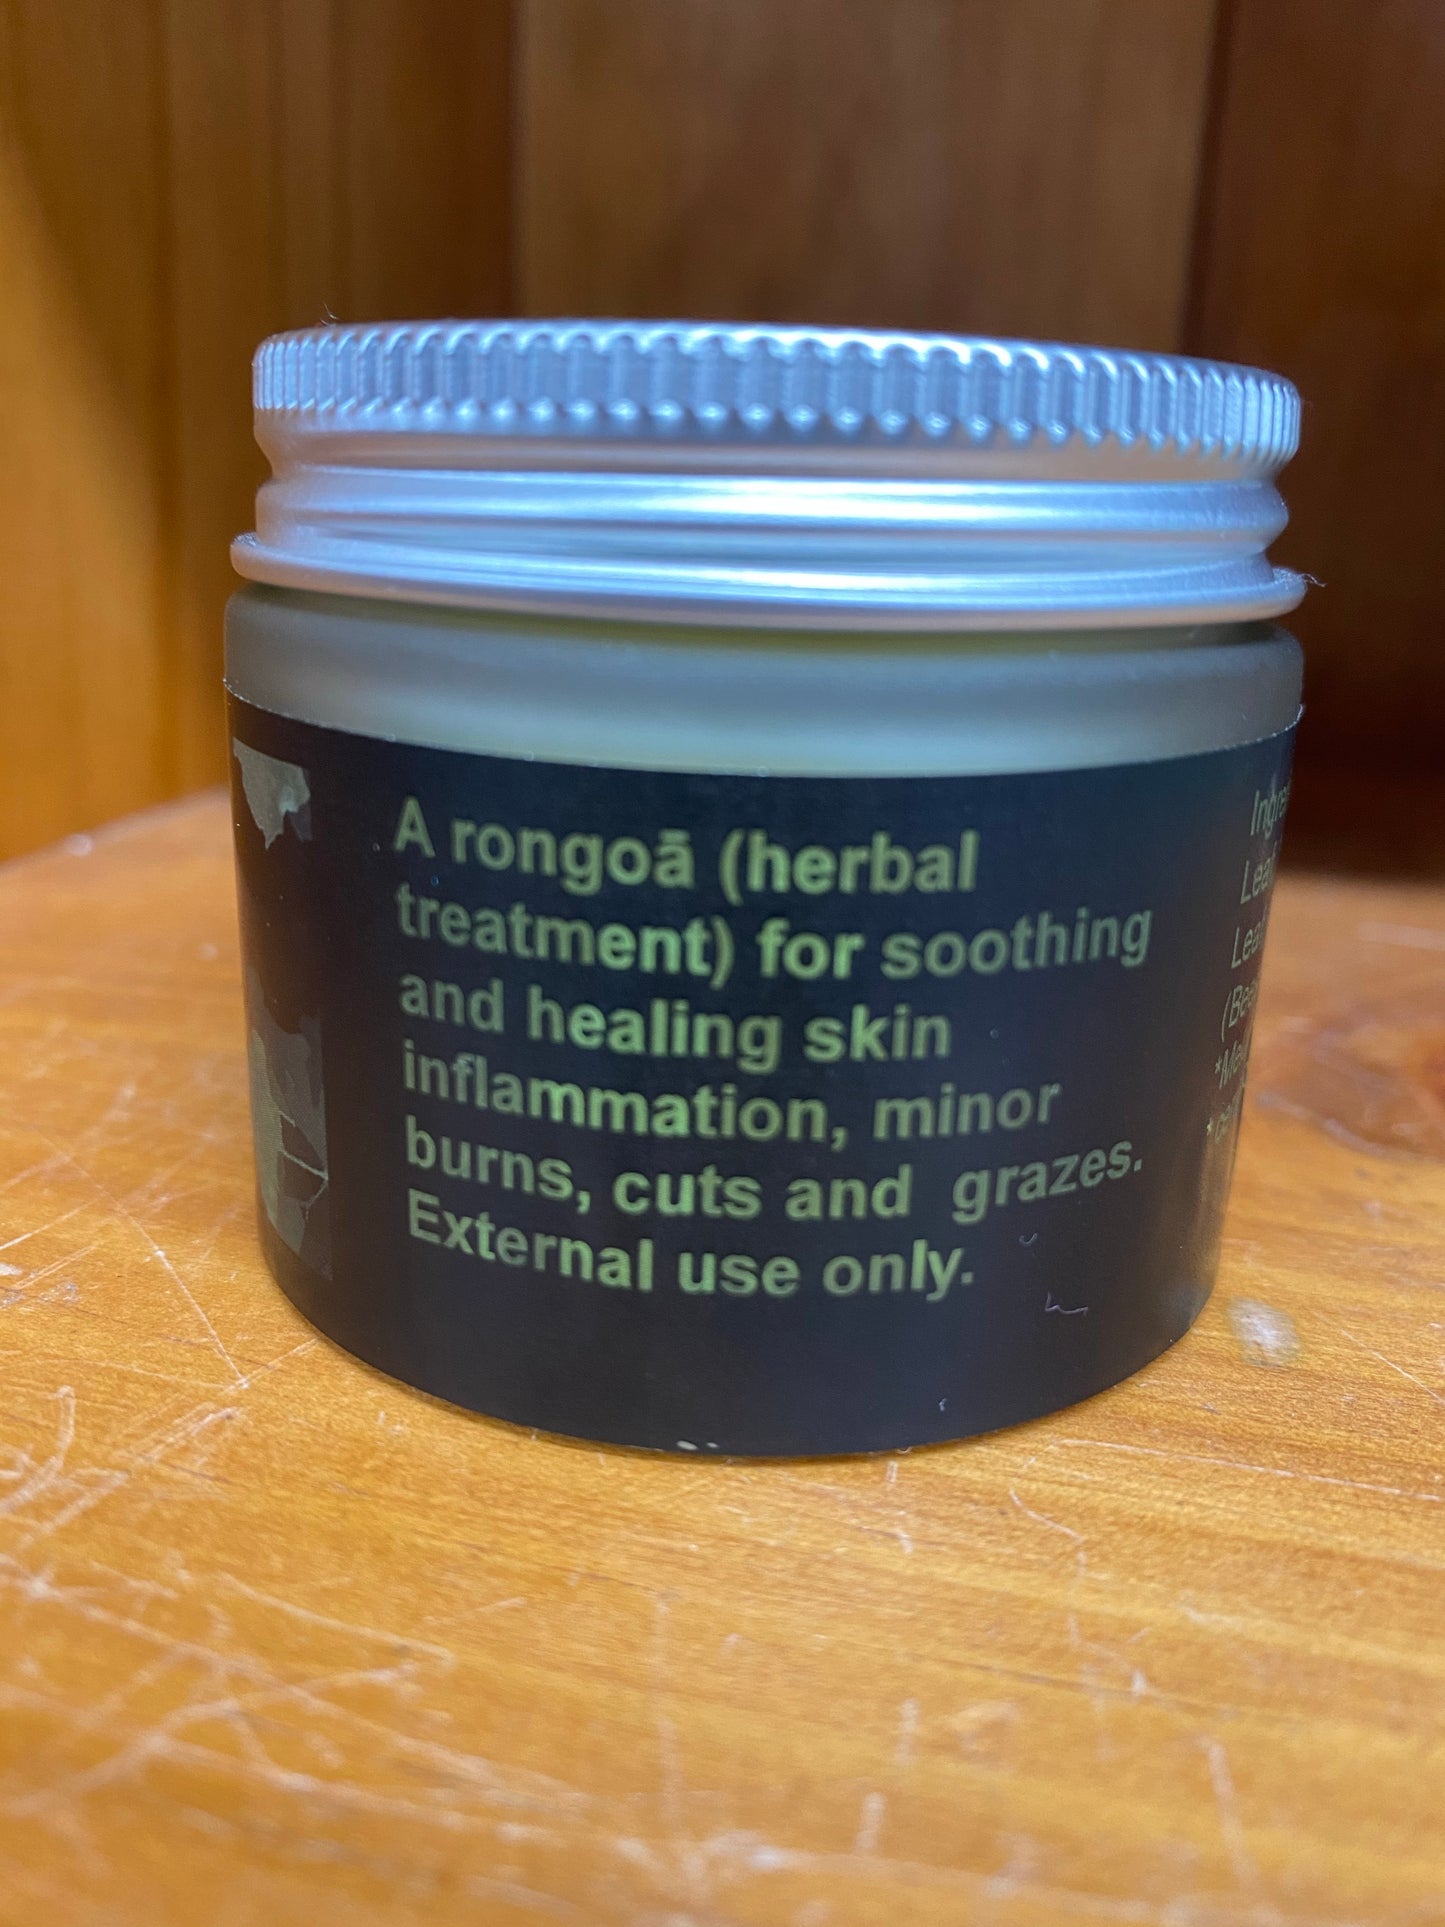 A rongoā (herbal
treatment) for soothing
and healing skin
inflammation, minor
burns, cuts and grazes.
External use only.